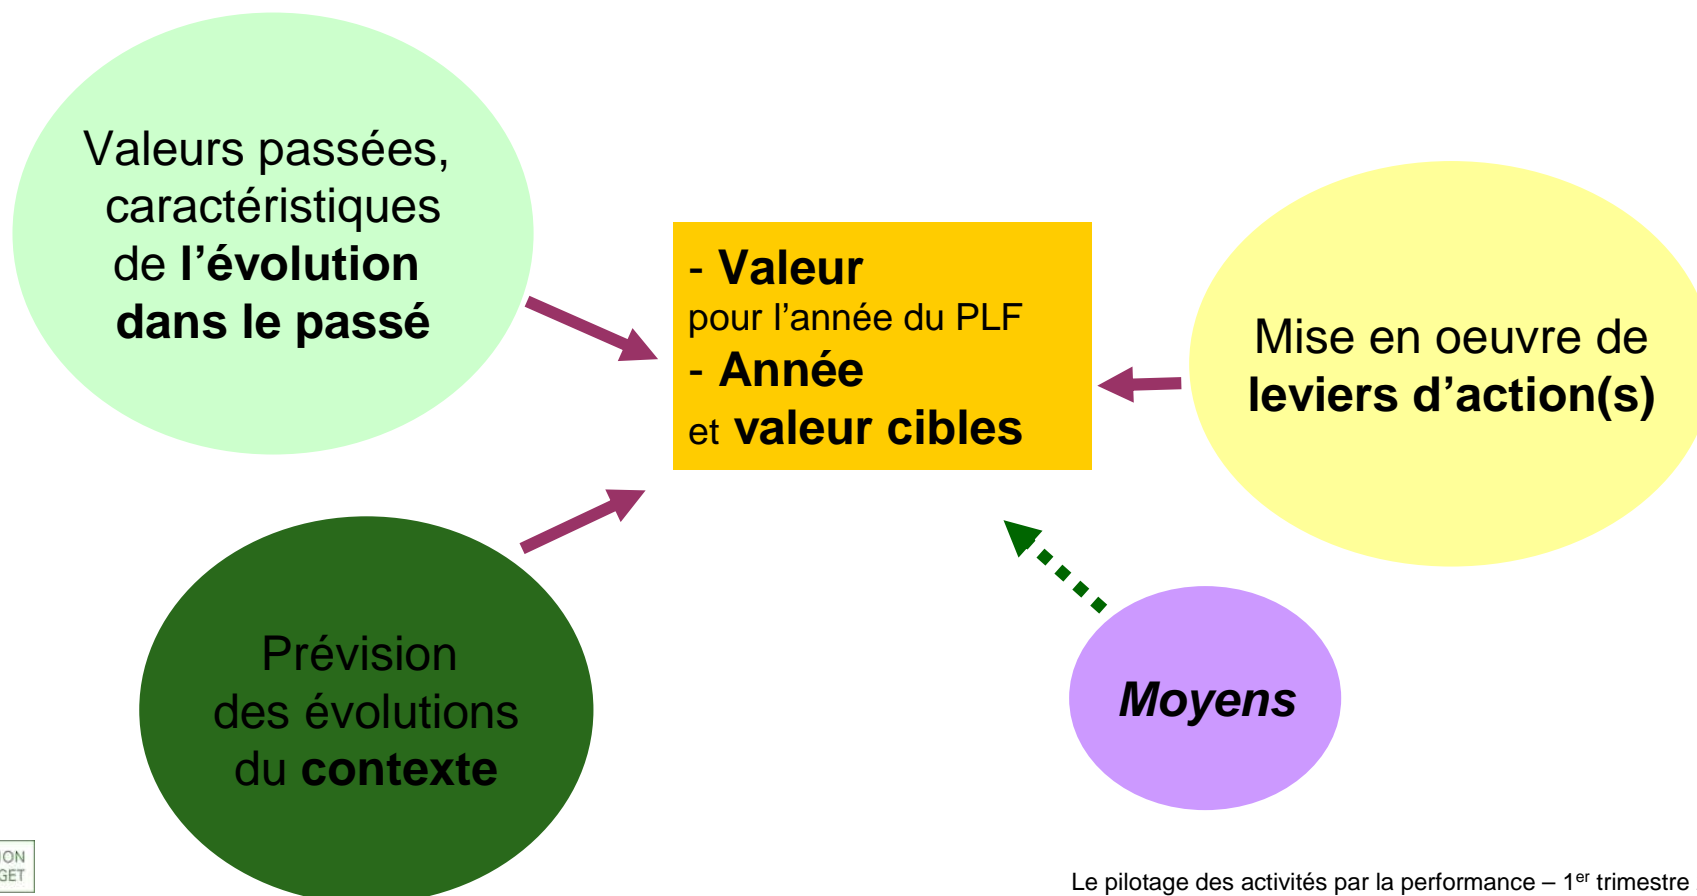 Valeurs passées,
caractéristiques
de l’évolution
dans le passé
- Valeur
pour l’année du PLF
- Année
et valeur cibles
Mise en oeuvre de
leviers d’action(s)
Prévision
des évolutions
du contexte
Moyens
ION
GET
Le pilotage des activités par la performance – 1er trimestre